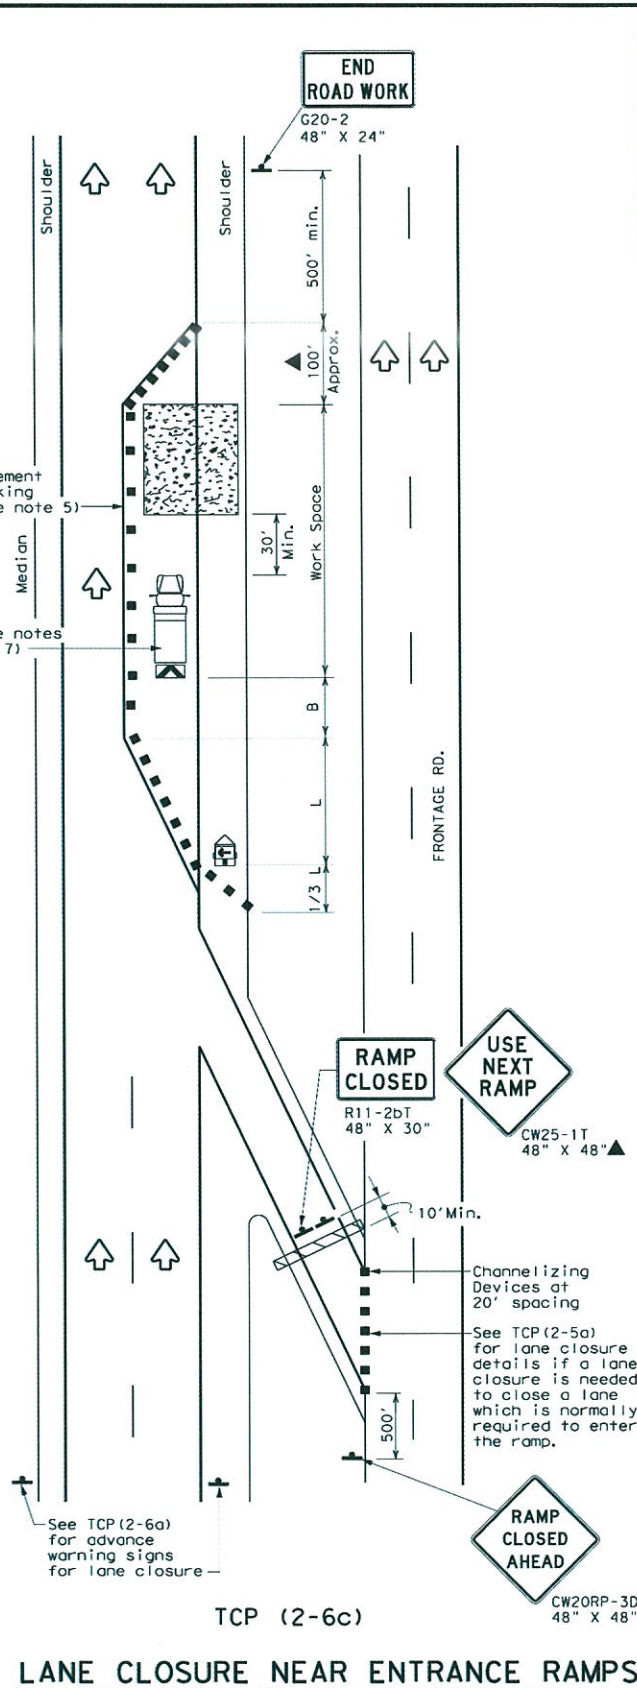 END
ROAD WORK
G20-2
48" X 24"
Shoulder
Shoulder
500' min.
100'
Approx.
ement
king
e note 5)
Work Space
30'
Min.
Median
e notes
7)
B
L
1/3 L
FRONTAGE RD.
RAMP
CLOSED
R11-2bT
48" X 30"
USE
NEXT
RAMP
CW25-1T
48" X 48"
10'Min.
Channelizing
Devices at
20' spacing
See TCP(2-5a)
for lane closure
details if a lane
closure is needed
to close a lane
which is normally
required to enter
the ramp.
500'
See TCP(2-6a)
for advance
warning signs
for lane closure
RAMP
CLOSED
AHEAD
CW20RP-3D
48" X 48"
TCP (2-6c)
LANE CLOSURE NEAR ENTRANCE RAMPS